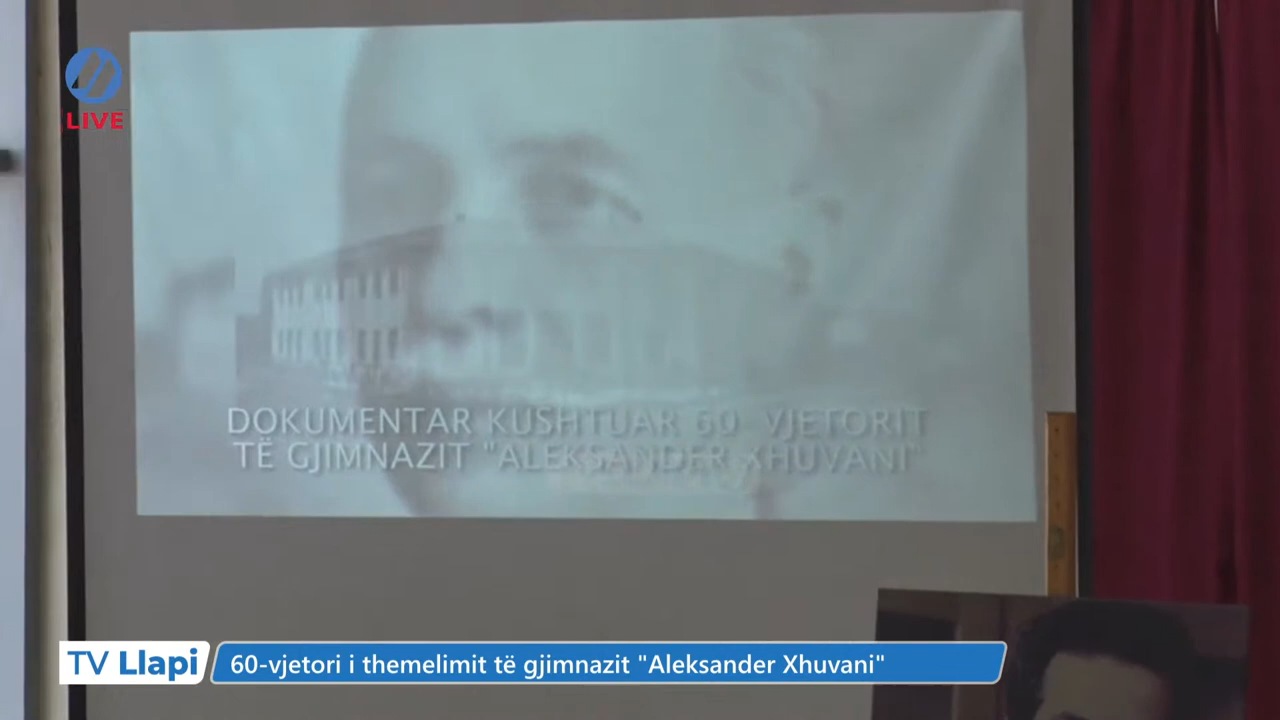 LIVE
DOKUMENTAR KUSHTUAR 60 VJETORIT
TË GJIMNAZIT "ALEKSANDER XHUVANI"
TV Llapi
60-vjetori i themelimit të gjimnazit "Aleksander Xhuvani"